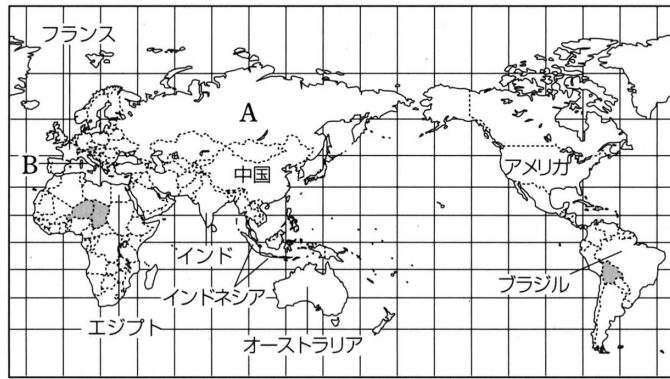 フランス
A
B
中国
アメリカ
インド
インドネシア
ブラジル
エジプト
オーストラリア